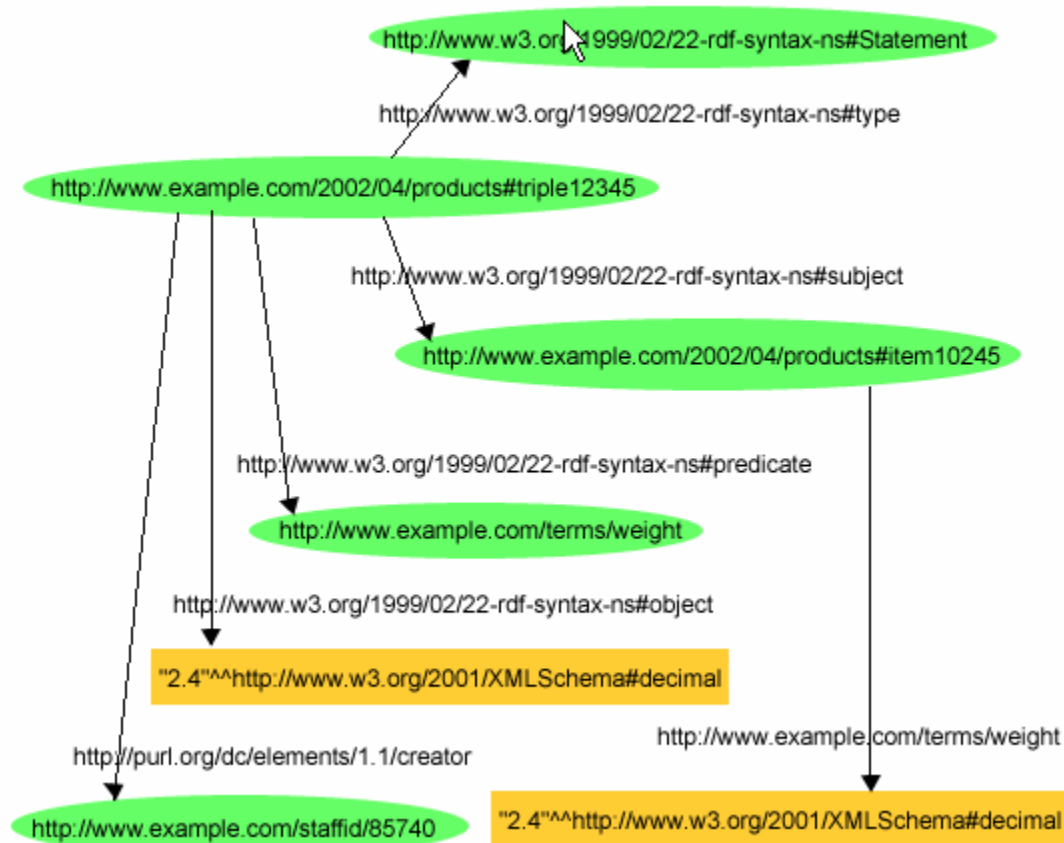 http://www.w3.org/1999/02/22-rdf-syntax-ns#Statement
http://www.w3.org/1999/02/22-rdf-syntax-ns#type
http://www.example.com/2002/04/products#triple12345
http://www.w3.org/1999/02/22-rdf-syntax-ns#subject
http://www.example.com/2002/04/products#item10245
http://www.w3.org/1999/02/22-rdf-syntax-ns#predicate
http://www.example.com/terms/weight
http://www.w3.org/1999/02/22-rdf-syntax-ns#object
"2.4"^^http://www.w3.org/2001/XMLSchema#decimal
http://www.example.com/terms/weight
http://purl.org/dc/elements/1.1/creator
"2.4"^^http://www.w3.org/2001/XMLSchema#decimal
http://www.example.com/staffid/85740